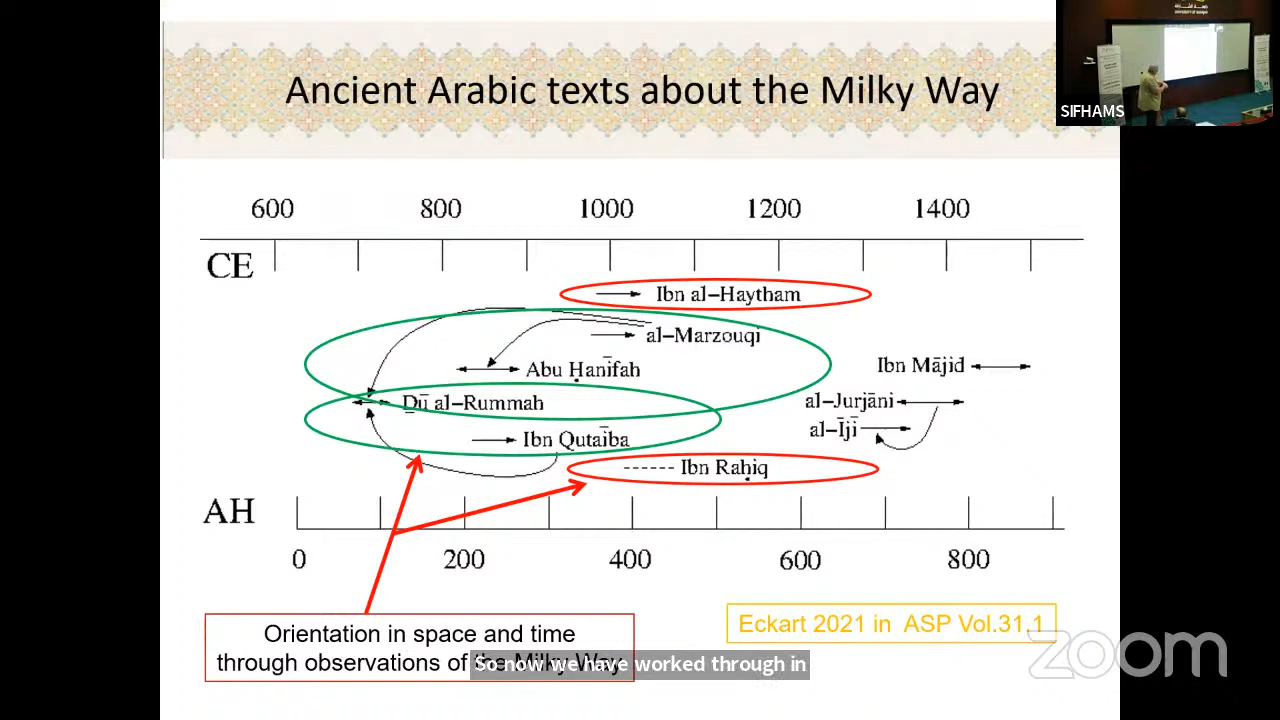 Ancient Arabic texts about the Milky Way
SIFHAMS
600 800 1000 1200 1400
CE
Ibn al-Haytham
al-Marzouqi
Abu Ḥanīfah
Ibn Mājid
Ḏū al-Rummah
al-Jurjāni
al-Ījī
Ibn Qutaība
Ibn Raḥiq
AH
0 200 400 600 800
Orientation in space and time
through observations of the Milky Way
Eckart 2021 in ASP Vol.31,1
So now we have worked through in
zoom